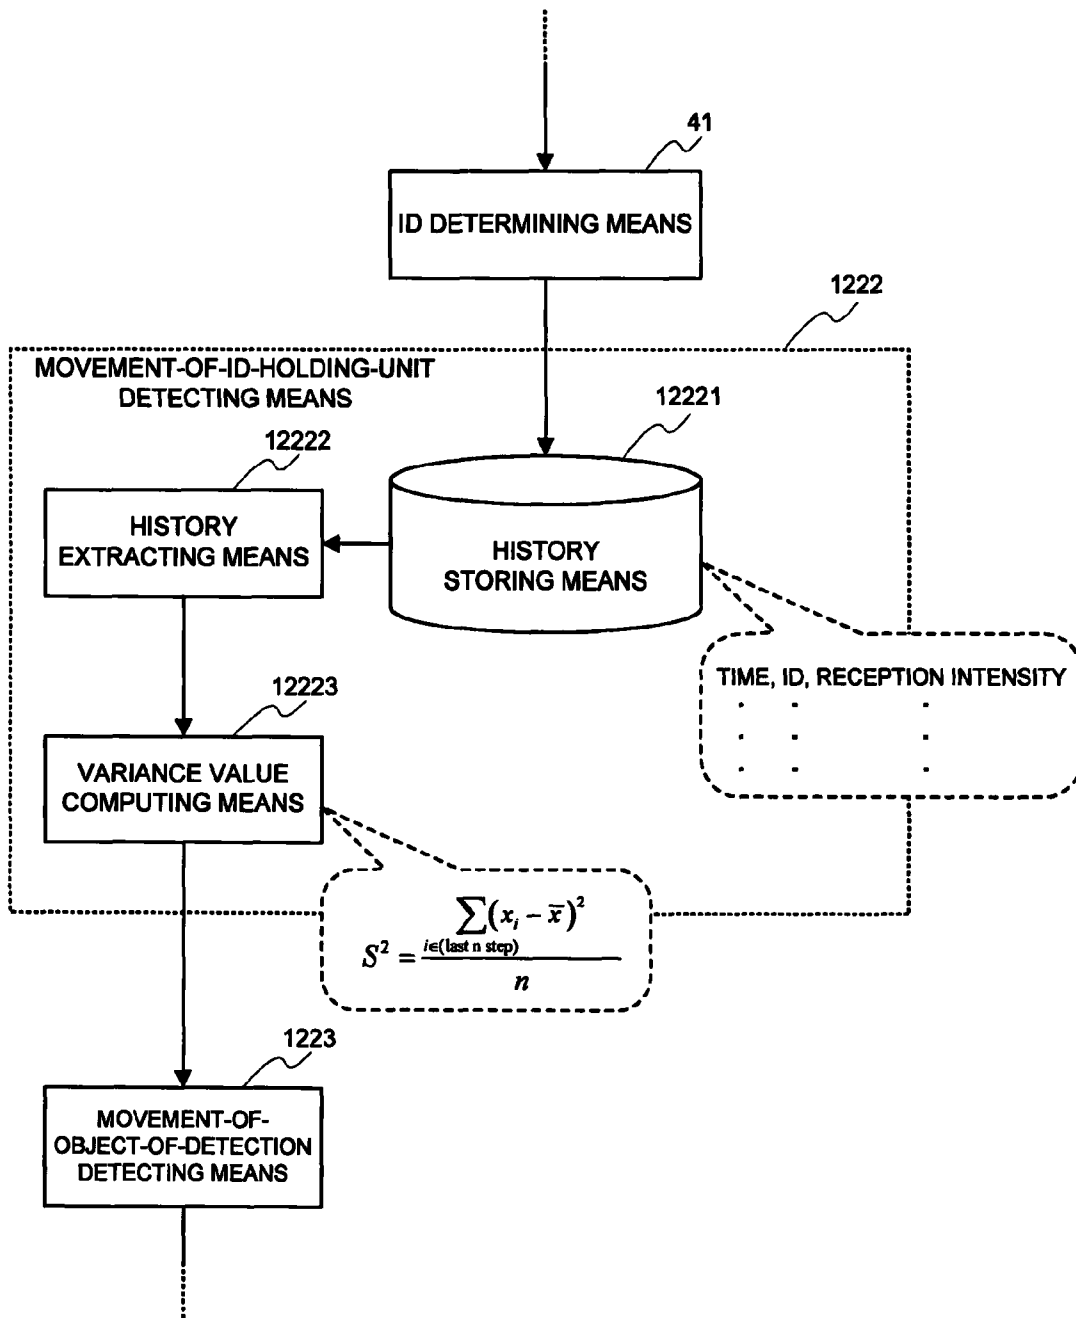 41
ID DETERMINING MEANS
1222
MOVEMENT-OF-ID-HOLDING-UNIT
DETECTING MEANS
12221
12222
HISTORY
EXTRACTING MEANS
HISTORY
STORING MEANS
TIME, ID, RECEPTION INTENSITY
12223
VARIANCE VALUE
COMPUTING MEANS
S² = ∑ i∈(last n step) (xᵢ − x̄)² / n
1223
MOVEMENT-OF-
OBJECT-OF-DETECTION
DETECTING MEANS